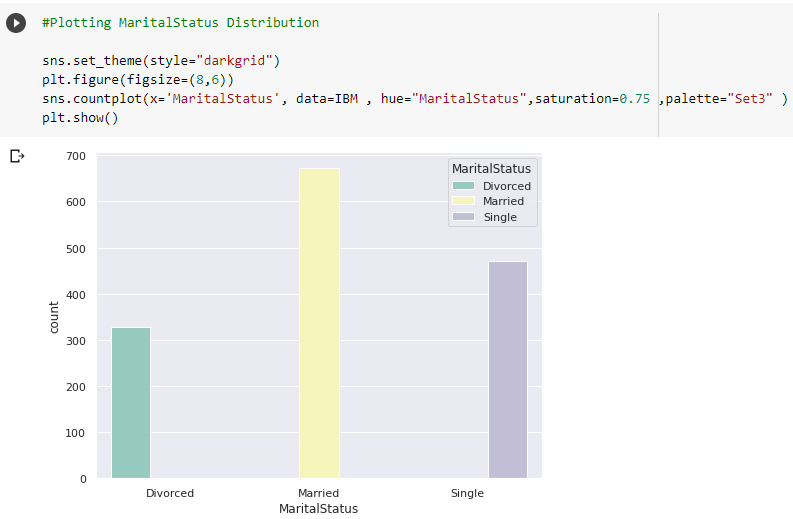 #Plotting MaritalStatus Distribution
sns.set_theme(style="darkgrid")
plt.figure(figsize=(8,6))
sns.countplot(x='MaritalStatus', data=IBM , hue="MaritalStatus",saturation=0.75 ,palette="Set3" )
plt.show()
700
600
500
400
300
200
100
0
count
MaritalStatus
Divorced
Married
Single
Divorced Married Single
MaritalStatus